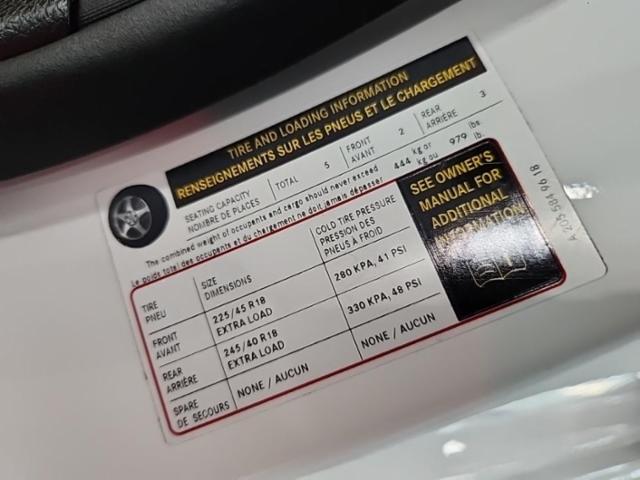 TIRE AND LOADING INFORMATION
RENSEIGNEMENTS SUR LES PNEUS ET LE CHARGEMENT
SEATING CAPACITY
NOMBRE DE PLACES
TOTAL 5
FRONT
AVANT 2
REAR
ARRIÈRE 3
The combined weight of occupants and cargo should never exceed
Le poids total des occupants et du chargement ne doit jamais dépasser
444 kg or
kg ou
979 lbs.
lb.
TIRE
PNEU
SIZE
DIMENSIONS
COLD TIRE PRESSURE
PRESSION DES
PNEUS À FROID
FRONT
AVANT
225/45 R18
EXTRA LOAD
280 KPA, 41 PSI
REAR
ARRIÈRE
245/40 R18
EXTRA LOAD
330 KPA, 48 PSI
SPARE
DE SECOURS
NONE / AUCUN
NONE / AUCUN
SEE OWNER'S
MANUAL FOR
ADDITIONAL
INFORMATION
A 205 584 96 18